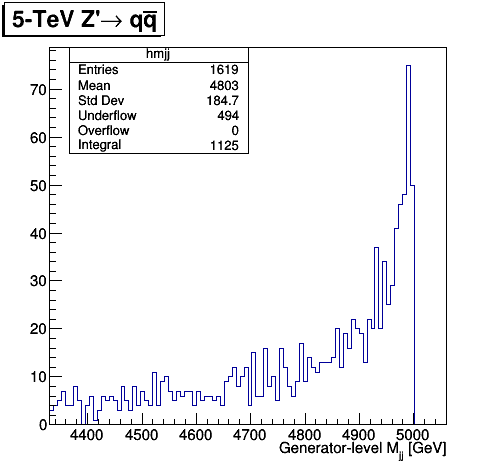 5-TeV Z'→ qq̅
hmjj
Entries 1619
Mean 4803
Std Dev 184.7
Underflow 494
Overflow 0
Integral 1125
70
60
50
40
30
20
10
0
4400 4500 4600 4700 4800 4900 5000
Generator-level Mjj [GeV]